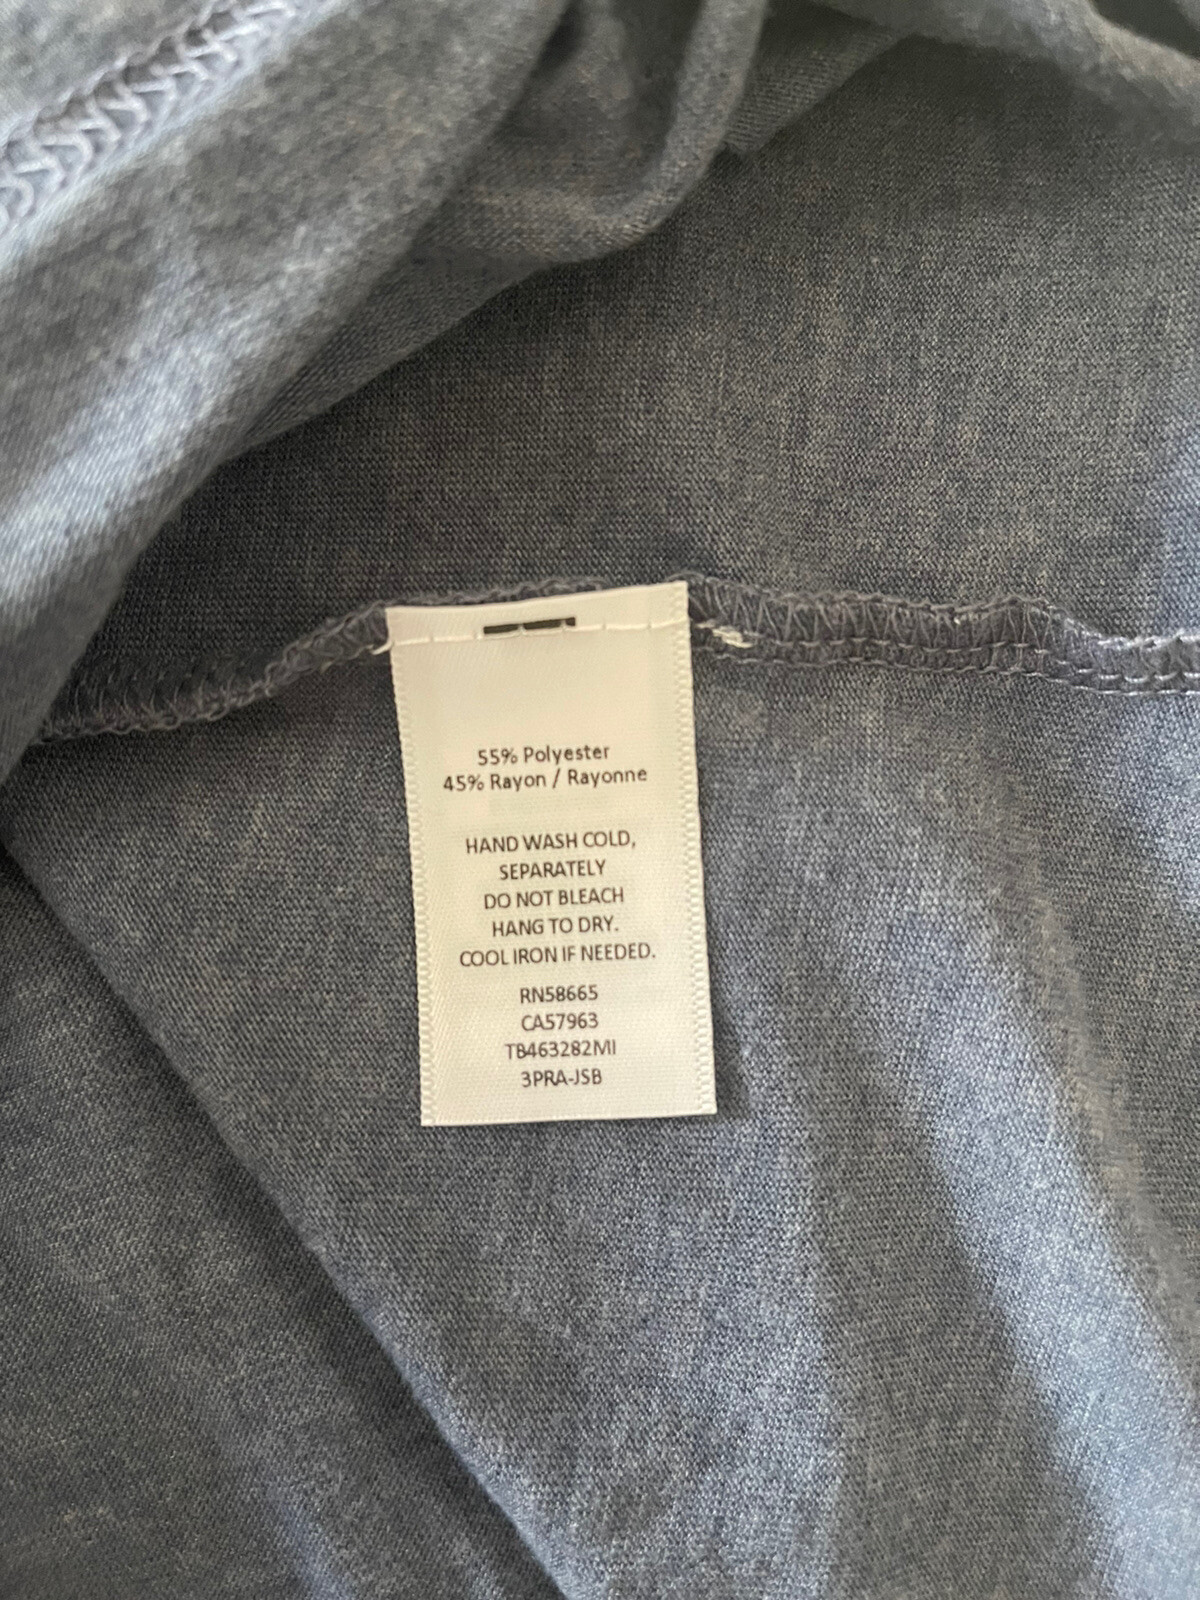 55% Polyester
45% Rayon / Rayonne
HAND WASH COLD,
SEPARATELY
DO NOT BLEACH
HANG TO DRY.
COOL IRON IF NEEDED.
RN58665
CA57963
TB463282MI
3PRA-JSB